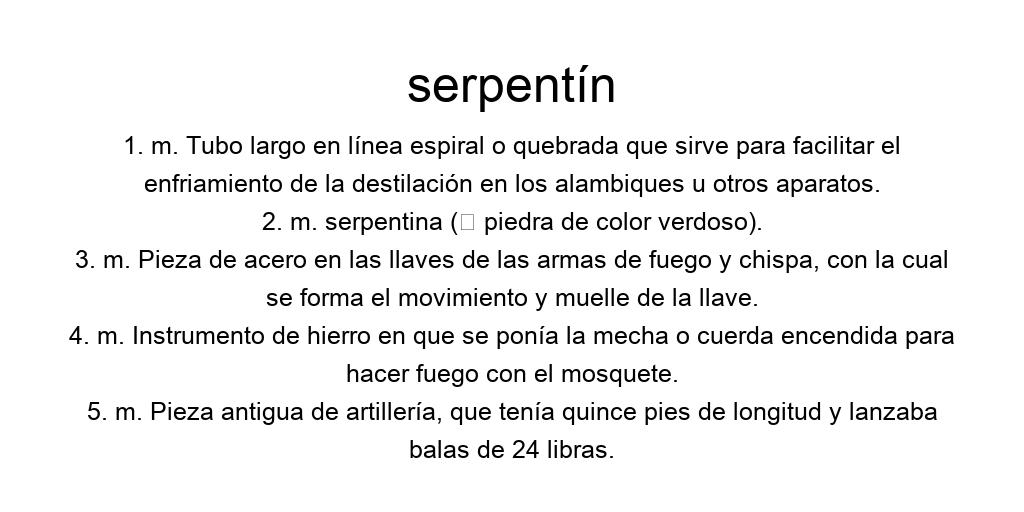 serpentín
1. m. Tubo largo en línea espiral o quebrada que sirve para facilitar el
enfriamiento de la destilación en los alambiques u otros aparatos.
2. m. serpentina (▯ piedra de color verdoso).
3. m. Pieza de acero en las llaves de las armas de fuego y chispa, con la cual
se forma el movimiento y muelle de la llave.
4. m. Instrumento de hierro en que se ponía la mecha o cuerda encendida para
hacer fuego con el mosquete.
5. m. Pieza antigua de artillería, que tenía quince pies de longitud y lanzaba
balas de 24 libras.